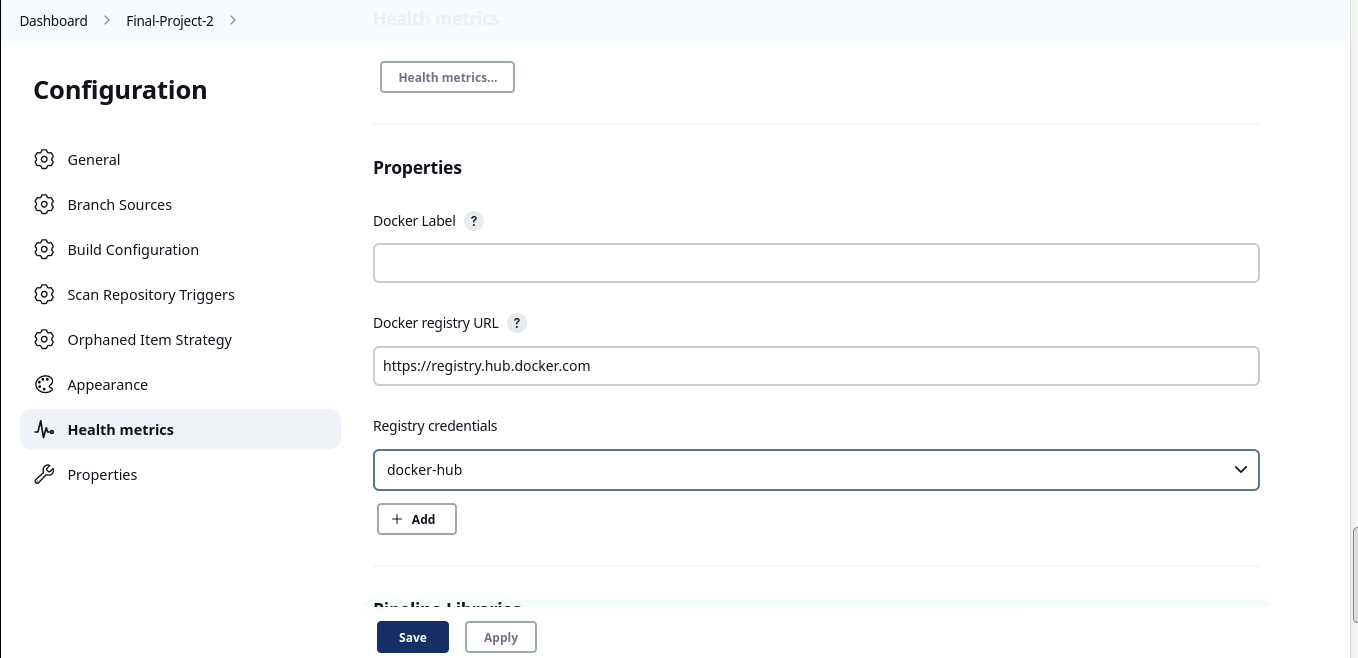 Dashboard > Final-Project-2 >
Health metrics
Configuration
General
Branch Sources
Build Configuration
Scan Repository Triggers
Orphaned Item Strategy
Appearance
Health metrics
Properties
Health metrics...
Properties
Docker Label ?
Docker registry URL ?
https://registry.hub.docker.com
Registry credentials
docker-hub
+ Add
Pipeline Libraries
Save
Apply